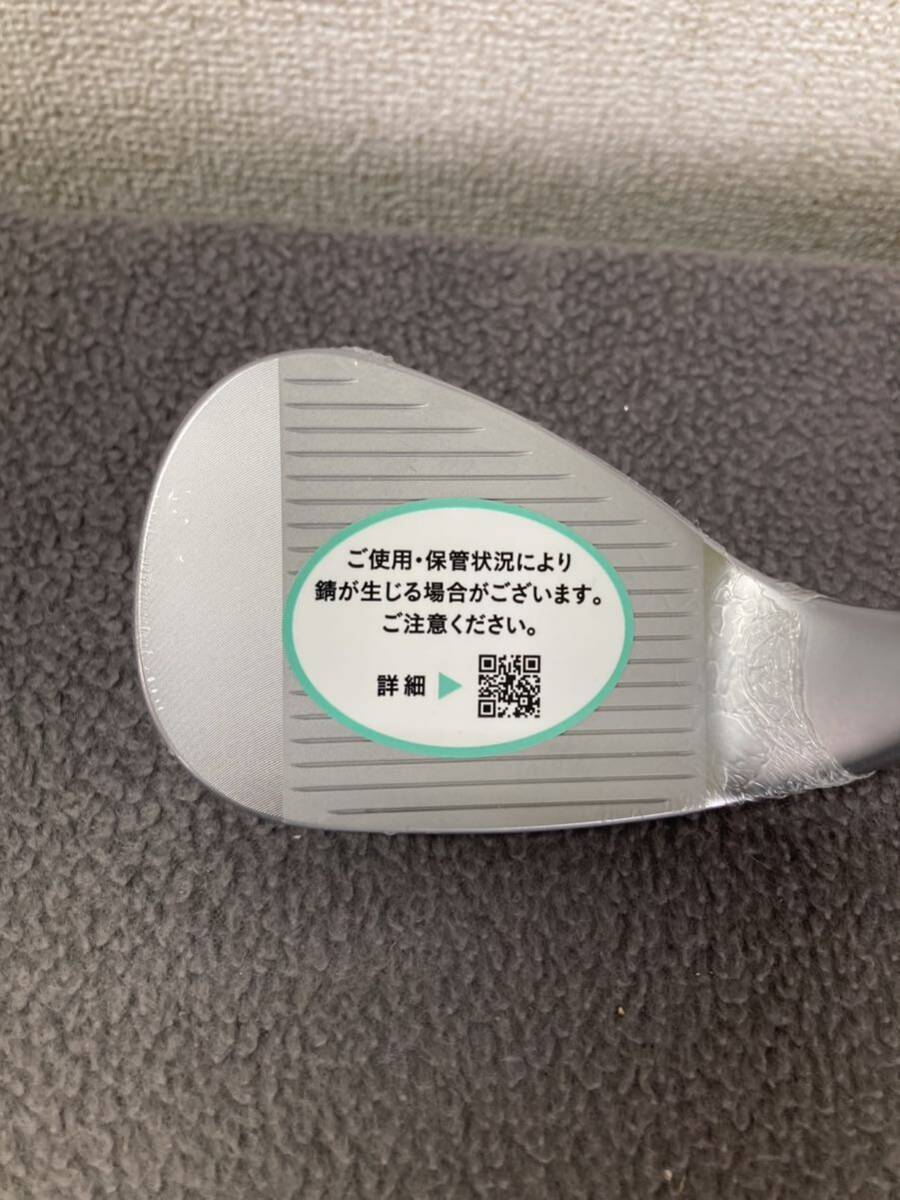 ご使用・保管状況により
錆が生じる場合がございます。
ご注意ください。
詳細